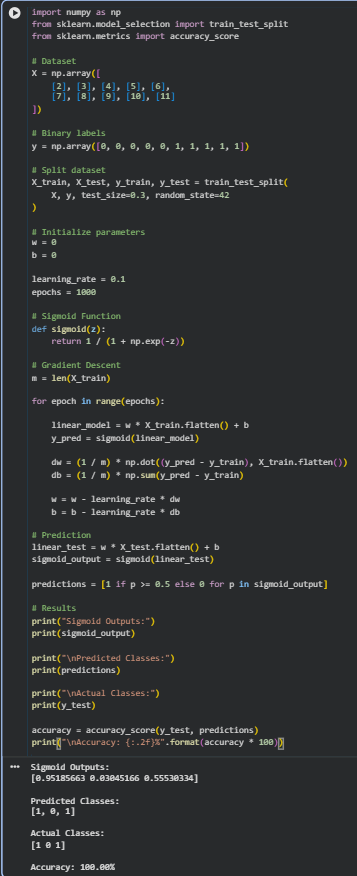 import numpy as np
from sklearn.model_selection import train_test_split
from sklearn.metrics import accuracy_score

# Dataset
X = np.array([
    [2], [3], [4], [5], [6],
    [7], [8], [9], [10], [11]
])

# Binary labels
y = np.array([0, 0, 0, 0, 0, 1, 1, 1, 1, 1])

# Split dataset
X_train, X_test, y_train, y_test = train_test_split(
    X, y, test_size=0.3, random_state=42
)

# Initialize parameters
w = 0
b = 0

learning_rate = 0.1
epochs = 1000

# Sigmoid Function
def sigmoid(z):
    return 1 / (1 + np.exp(-z))

# Gradient Descent
m = len(X_train)

for epoch in range(epochs):

    linear_model = w * X_train.flatten() + b
    y_pred = sigmoid(linear_model)

    dw = (1 / m) * np.dot((y_pred - y_train), X_train.flatten())
    db = (1 / m) * np.sum(y_pred - y_train)

    w = w - learning_rate * dw
    b = b - learning_rate * db

# Prediction
linear_test = w * X_test.flatten() + b
sigmoid_output = sigmoid(linear_test)

predictions = [1 if p >= 0.5 else 0 for p in sigmoid_output]

# Results
print("Sigmoid Outputs:")
print(sigmoid_output)

print("\nPredicted Classes:")
print(predictions)

print("\nActual Classes:")
print(y_test)

accuracy = accuracy_score(y_test, predictions)
print("\nAccuracy: {:.2f}%".format(accuracy * 100))

Sigmoid Outputs:
[0.95185663 0.03045166 0.55530334]

Predicted Classes:
[1, 0, 1]

Actual Classes:
[1 0 1]

Accuracy: 100.00%